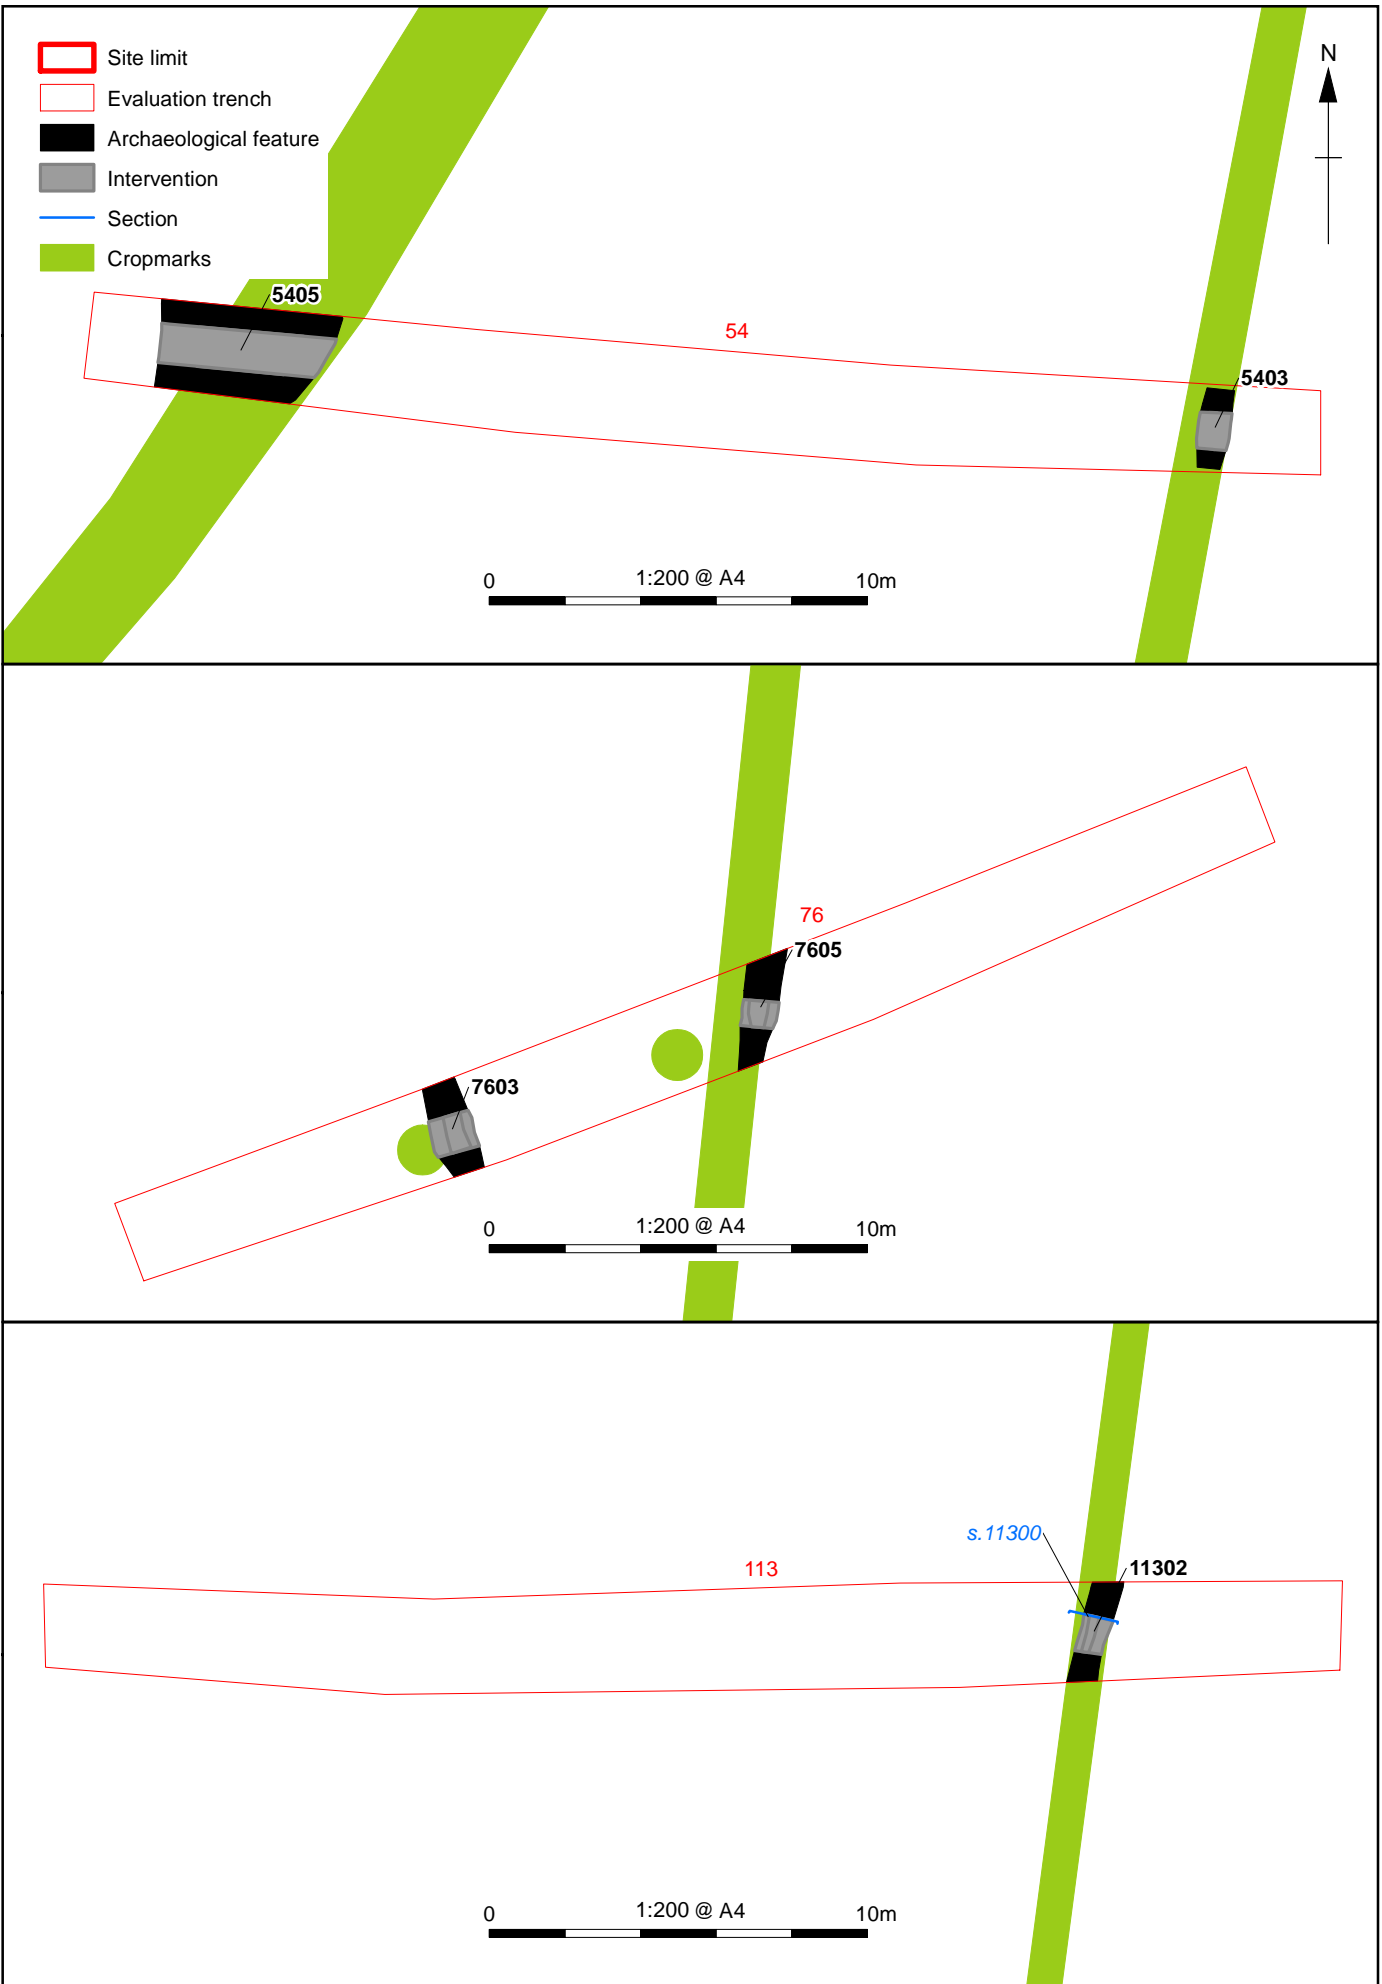 Site limit
Evaluation trench
Archaeological feature
Intervention
Section
Cropmarks
N
5405
54
5403
0 1:200 @ A4 10m
76
7605
7603
0 1:200 @ A4 10m
s.11300
113
11302
0 1:200 @ A4 10m